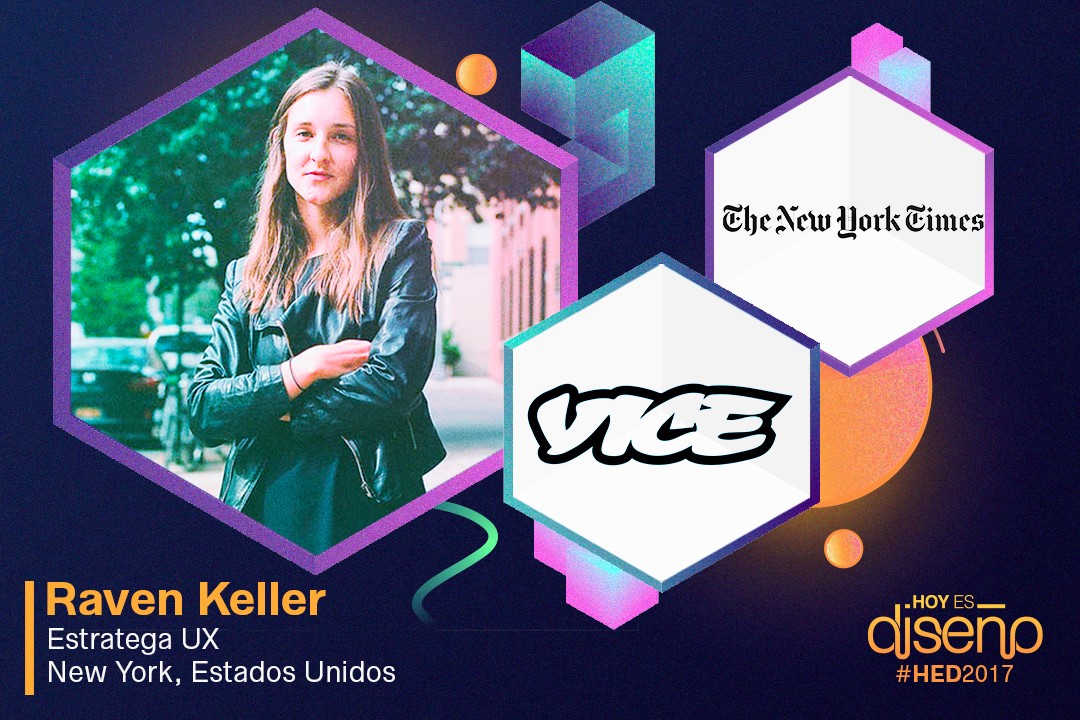 The New York Times
VICE
Raven Keller
Estratega UX
New York, Estados Unidos
HOY ES
diseño
#HED2017